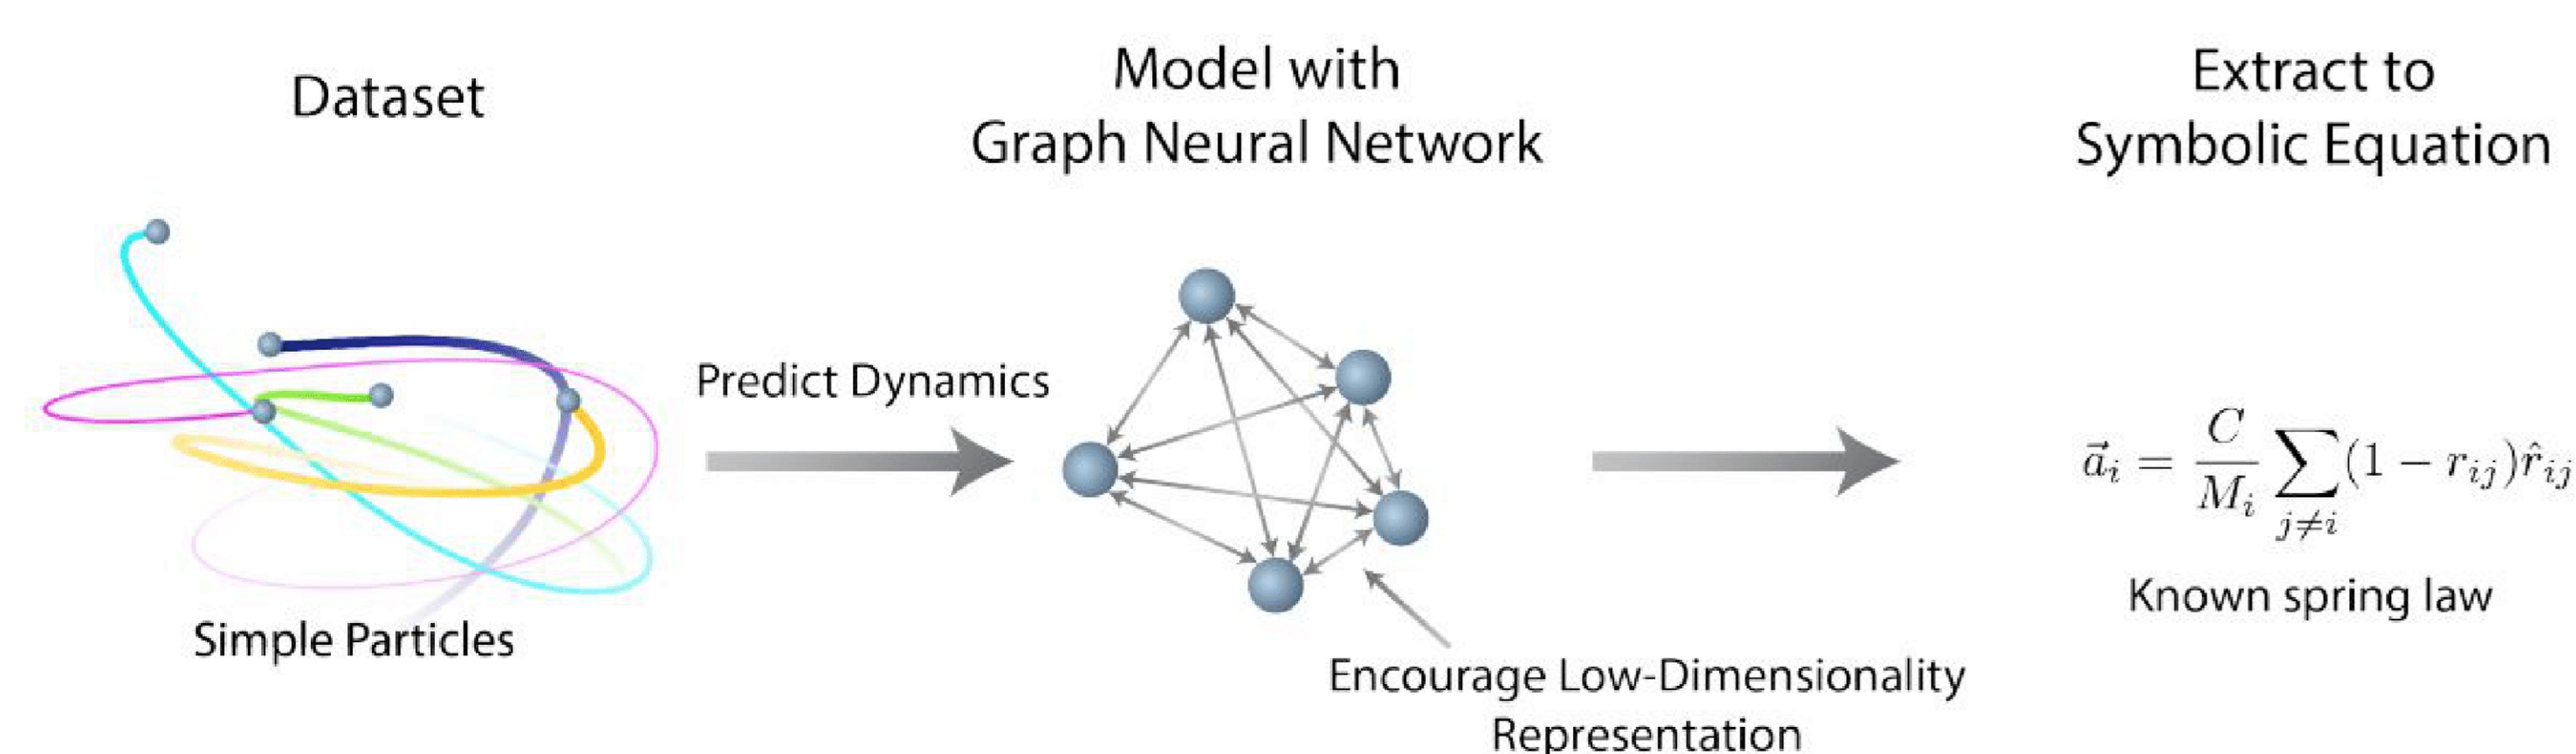 Dataset
Model with
Graph Neural Network
Extract to
Symbolic Equation
Predict Dynamics
Simple Particles
Encourage Low-Dimensionality
Representation
$\vec{a}_i = \frac{C}{M_i} \sum_{j \neq i} (1 - r_{ij}) \hat{r}_{ij}$
Known spring law